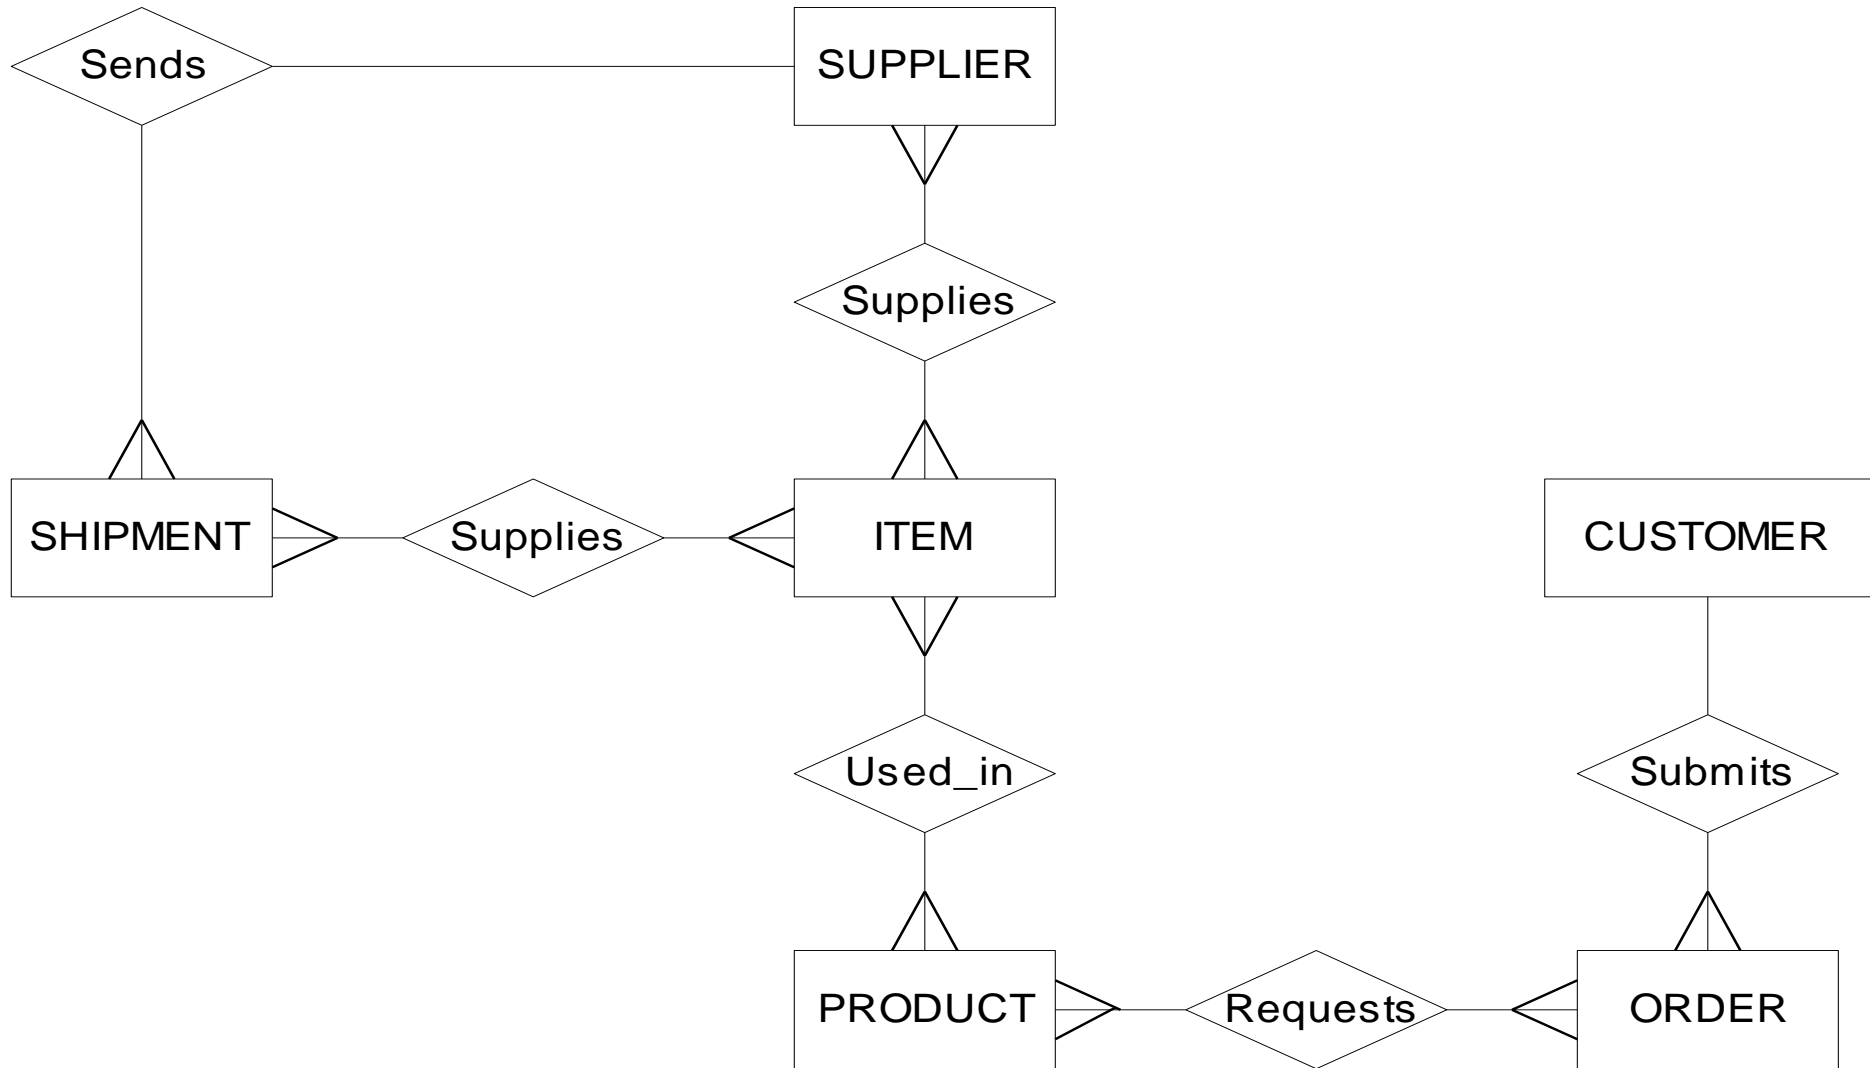 Sends
SUPPLIER
Supplies
SHIPMENT
Supplies
ITEM
CUSTOMER
Used_in
Submits
PRODUCT
Requests
ORDER